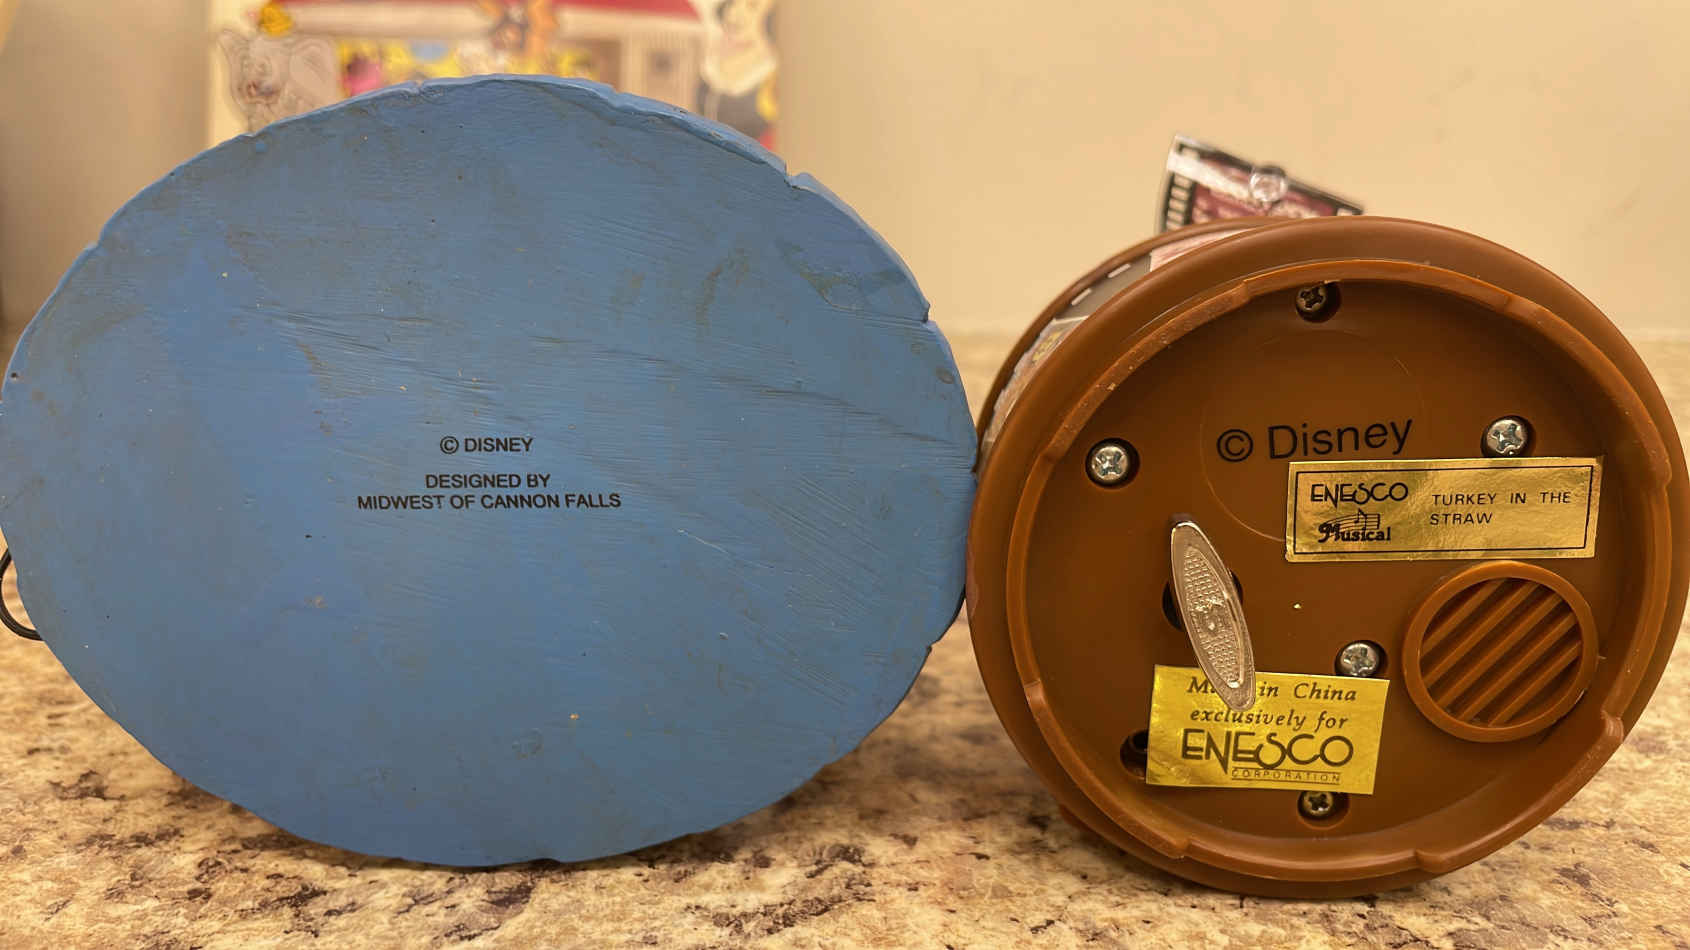 © DISNEY
DESIGNED BY
MIDWEST OF CANNON FALLS
© Disney
ENESCO
Musical
TURKEY IN THE
STRAW
in China
exclusively for
ENESCO
CORPORATION